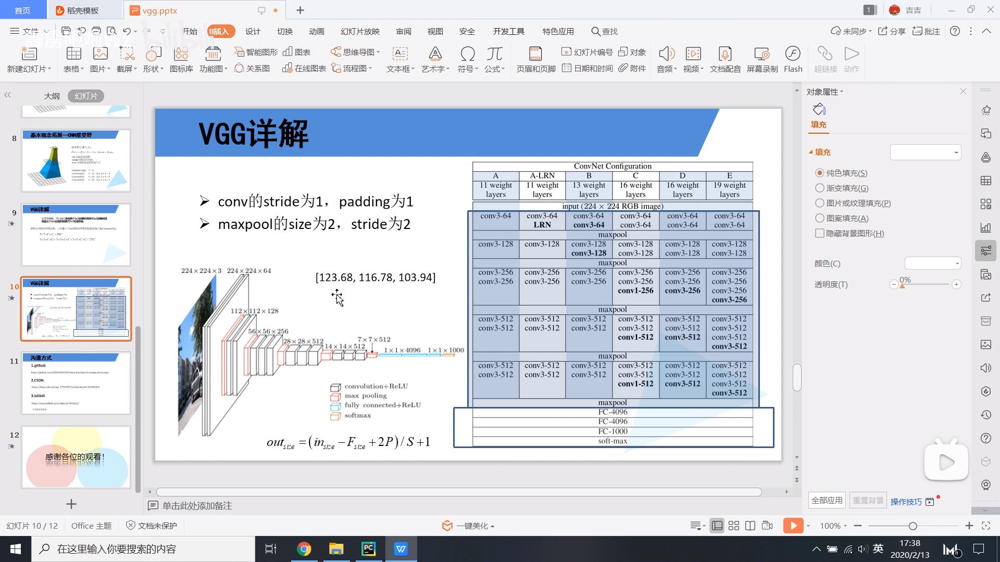 首页
稻壳模板
vgg.pptx
1
吉吉
文件
开始
插入
设计
切换
动画
幻灯片放映
审阅
视图
安全
开发工具
特色应用
查找
未同步
分享
批注
新建幻灯片
表格
图片
截屏
形状
图标库
功能图
智能图形
图表
关系图
在线图表
思维导图
流程图
文本框
艺术字
符号
公式
页眉和页脚
幻灯片编号
对象
日期和时间
附件
音频
视频
文档配音
屏幕录制
Flash
超链接
动作
霹雳吧啦Wz
bilibili
大纲
幻灯片
8
基本概念拓展—CNN感受野
9
VGG详解
10
VGG详解
11
沟通方式
1.github
https://github.com/WZMIAOMIAO/deep-learning-for-image-processing
2.CSDN
3.bilibili
12
感谢各位的观看！
VGG详解
➢ conv的stride为1，padding为1
➢ maxpool的size为2，stride为2
[123.68, 116.78, 103.94]
224×224×3 224×224×64
112×112×128
56×56×256
28×28×512
14×14×512
7×7×512
1×1×4096 1×1×1000
convolution+ReLU
max pooling
fully connected+ReLU
softmax
out_size = (in_size − F_size + 2P) / S + 1
ConvNet Configuration
A A-LRN B C D E
11 weight 11 weight 13 weight 16 weight 16 weight 19 weight
layers layers layers layers layers layers
input (224 × 224 RGB image)
conv3-64 conv3-64 conv3-64 conv3-64 conv3-64 conv3-64
LRN conv3-64 conv3-64 conv3-64 conv3-64
maxpool
conv3-128 conv3-128 conv3-128 conv3-128 conv3-128 conv3-128
conv3-128 conv3-128 conv3-128 conv3-128
maxpool
conv3-256 conv3-256 conv3-256 conv3-256 conv3-256 conv3-256
conv3-256 conv3-256 conv3-256 conv3-256 conv3-256 conv3-256
conv1-256 conv3-256 conv3-256
conv3-256
maxpool
conv3-512 conv3-512 conv3-512 conv3-512 conv3-512 conv3-512
conv3-512 conv3-512 conv3-512 conv3-512 conv3-512 conv3-512
conv1-512 conv3-512 conv3-512
conv3-512
maxpool
conv3-512 conv3-512 conv3-512 conv3-512 conv3-512 conv3-512
conv3-512 conv3-512 conv3-512 conv3-512 conv3-512 conv3-512
conv1-512 conv3-512 conv3-512
conv3-512
maxpool
FC-4096
FC-4096
FC-1000
soft-max
对象属性
填充
填充
纯色填充(S)
渐变填充(G)
图片或纹理填充(P)
图案填充(A)
隐藏背景图形(H)
颜色(C)
透明度(T)
0%
全部应用
重置背景
操作技巧
单击此处添加备注
幻灯片 10 / 12
Office 主题
文档未保护
一键美化
100%
在这里输入你要搜索的内容
英
17:38
2020/2/13